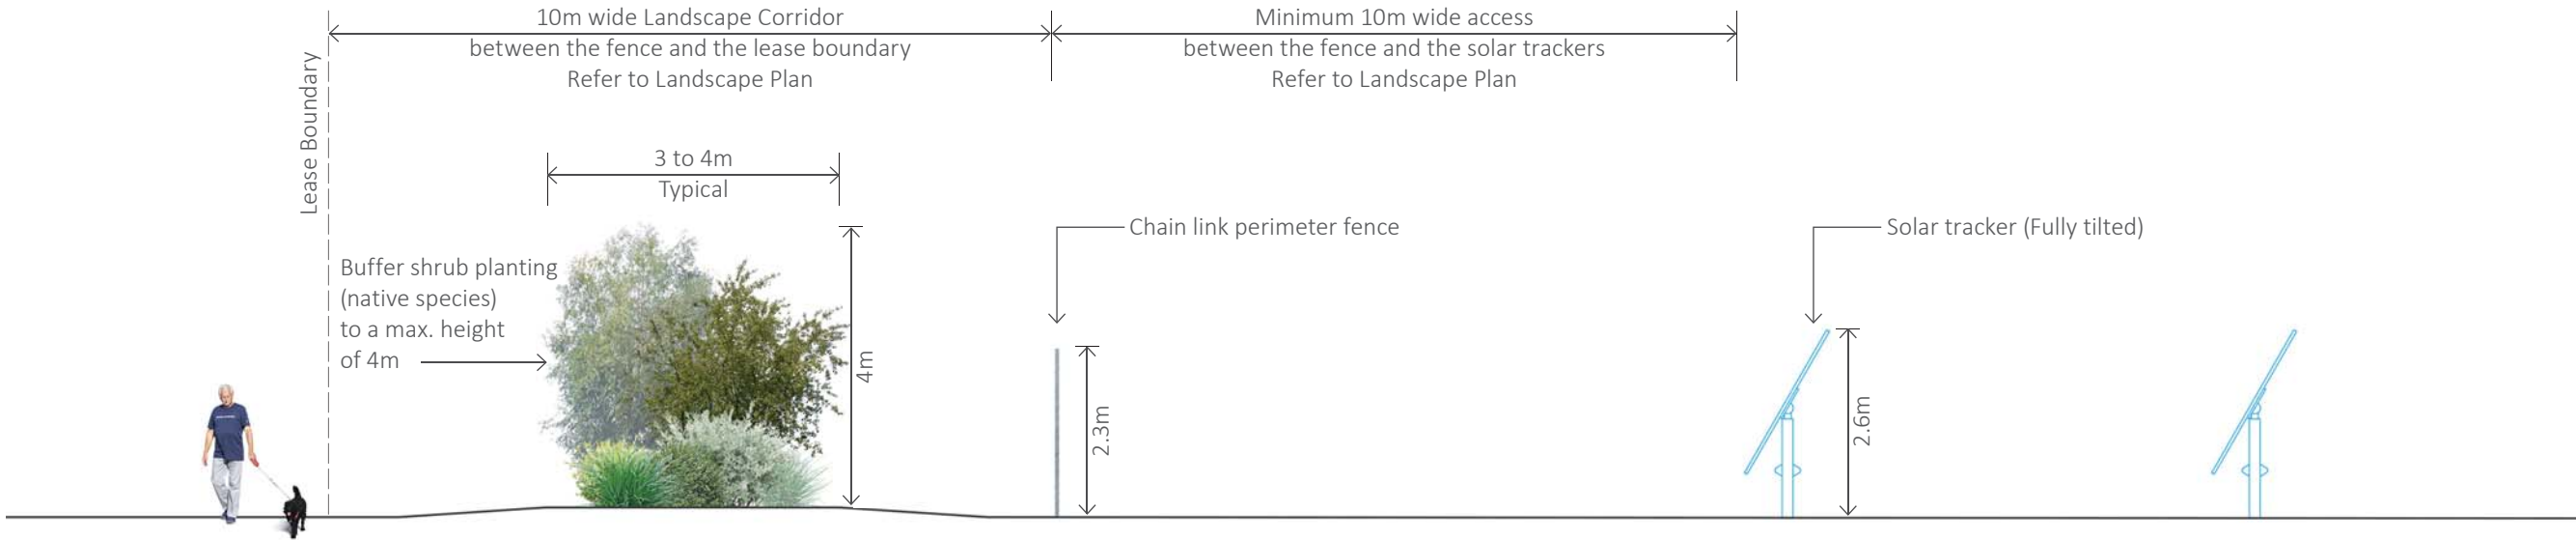 10m wide Landscape Corridor
between the fence and the lease boundary
Refer to Landscape Plan
Minimum 10m wide access
between the fence and the solar trackers
Refer to Landscape Plan
Lease Boundary
3 to 4m
Typical
Buffer shrub planting
(native species)
to a max. height
of 4m
4m
Chain link perimeter fence
2.3m
Solar tracker (Fully tilted)
2.6m